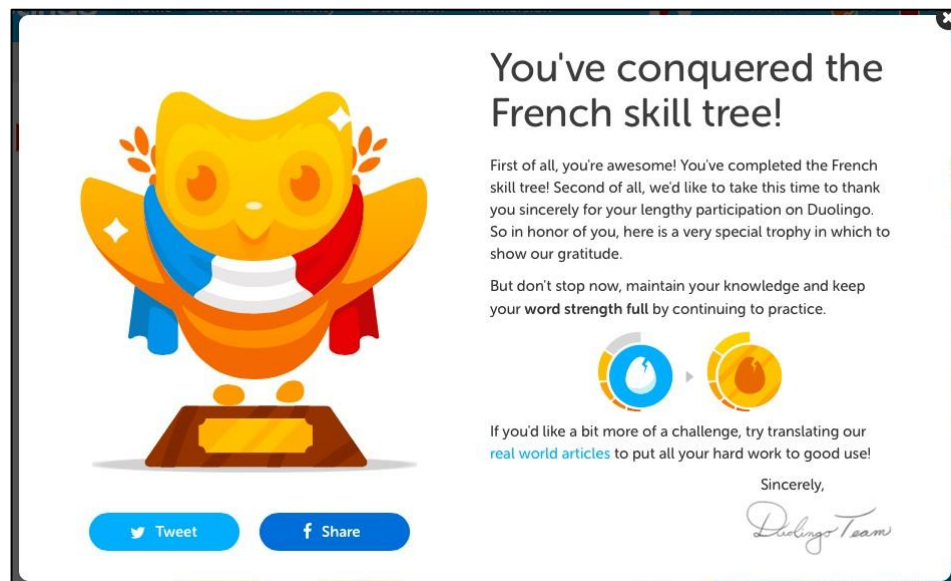 You've conquered the
French skill tree!
First of all, you're awesome! You've completed the French
skill tree! Second of all, we'd like to take this time to thank
you sincerely for your lengthy participation on Duolingo.
So in honor of you, here is a very special trophy in which to
show our gratitude.
But don't stop now, maintain your knowledge and keep
your word strength full by continuing to practice.
If you'd like a bit more of a challenge, try translating our
real world articles to put all your hard work to good use!
Sincerely,
Duolingo Team
Tweet
Share